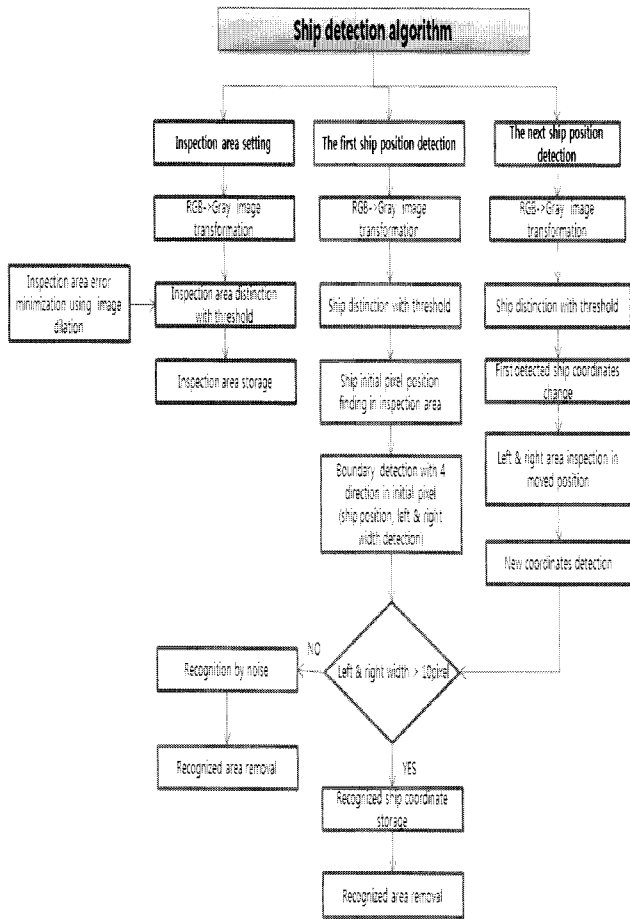 Ship detection algorithm
Inspection area setting
The first ship position detection
The next ship position
detection
RGB->Gray image
transformation
RGB->Gray image
transformation
RGB->Gray image
transformation
Inspection area error
minimization using image
dilation
Inspection area distinction
with threshold
Ship distinction with threshold
Ship distinction with threshold
Inspection area storage
Ship initial pixel position
finding in inspection area
First detected ship coordinates
change
Boundary detection with 4
direction in initial pixel
(ship position, left & right
width detection)
Left & right area inspection in
moved position
New coordinates detection
Left & right width > 10pixel
NO
Recognition by noise
Recognized area removal
YES
Recognized ship coordinate
storage
Recognized area removal